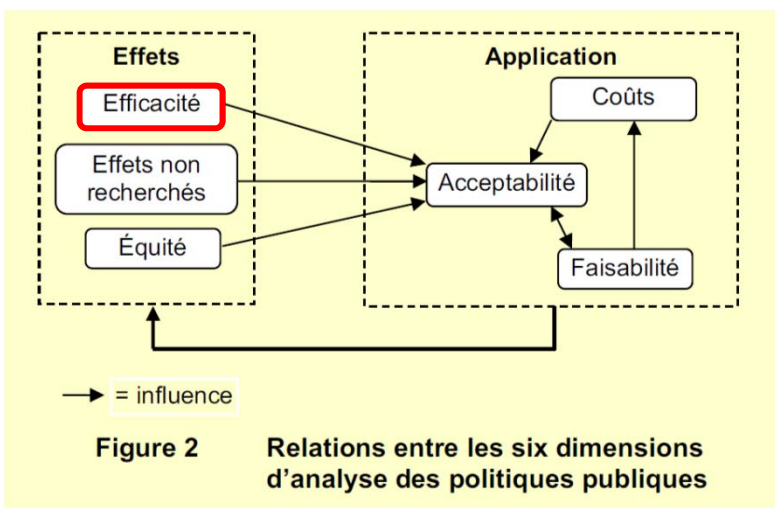 Effets
Efficacité
Effets non
recherchés
Équité
Application
Coûts
Acceptabilité
Faisabilité
= influence
Figure 2 Relations entre les six dimensions
d’analyse des politiques publiques